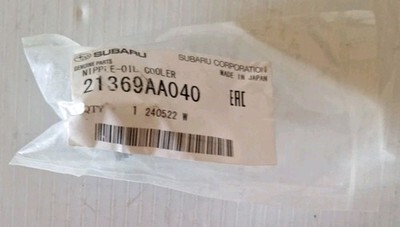 SUBARU SUBARU CORPORATION
GENUINE PARTS MADE IN JAPAN
NIPPLE-OIL COOLER
21369AA040 EAC
QTY 1 240522 W